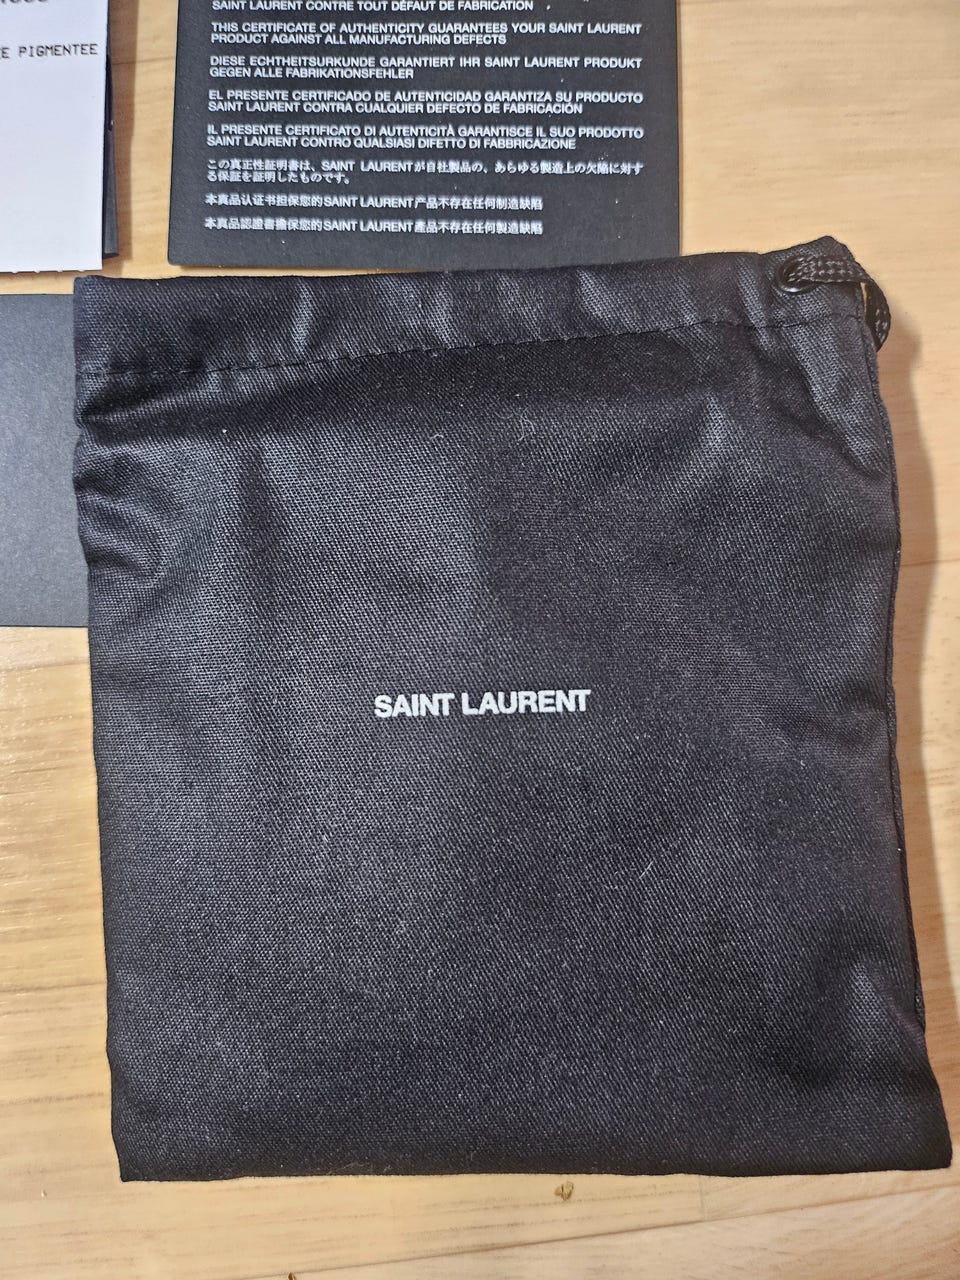 E PIGMENTEE
SAINT LAURENT CONTRE TOUT DÉFAUT DE FABRICATION
THIS CERTIFICATE OF AUTHENTICITY GUARANTEES YOUR SAINT LAURENT
PRODUCT AGAINST ALL MANUFACTURING DEFECTS
DIESE ECHTHEITSURKUNDE GARANTIERT IHR SAINT LAURENT PRODUKT
GEGEN ALLE FABRIKATIONSFEHLER
EL PRESENTE CERTIFICADO DE AUTENTICIDAD GARANTIZA SU PRODUCTO
SAINT LAURENT CONTRA CUALQUIER DEFECTO DE FABRICACIÓN
IL PRESENTE CERTIFICATO DI AUTENTICITÀ GARANTISCE IL SUO PRODOTTO
SAINT LAURENT CONTRO QUALSIASI DIFETTO DI FABBRICAZIONE
この真正性証明書は、SAINT LAURENTが自社製品の、あらゆる製造上の欠陥に対す
る保証を証明したものです。
本真品认证书担保您的SAINT LAURENT产品不存在任何制造缺陷
本真品認證書擔保您的SAINT LAURENT產品不存在任何製造缺陷
SAINT LAURENT